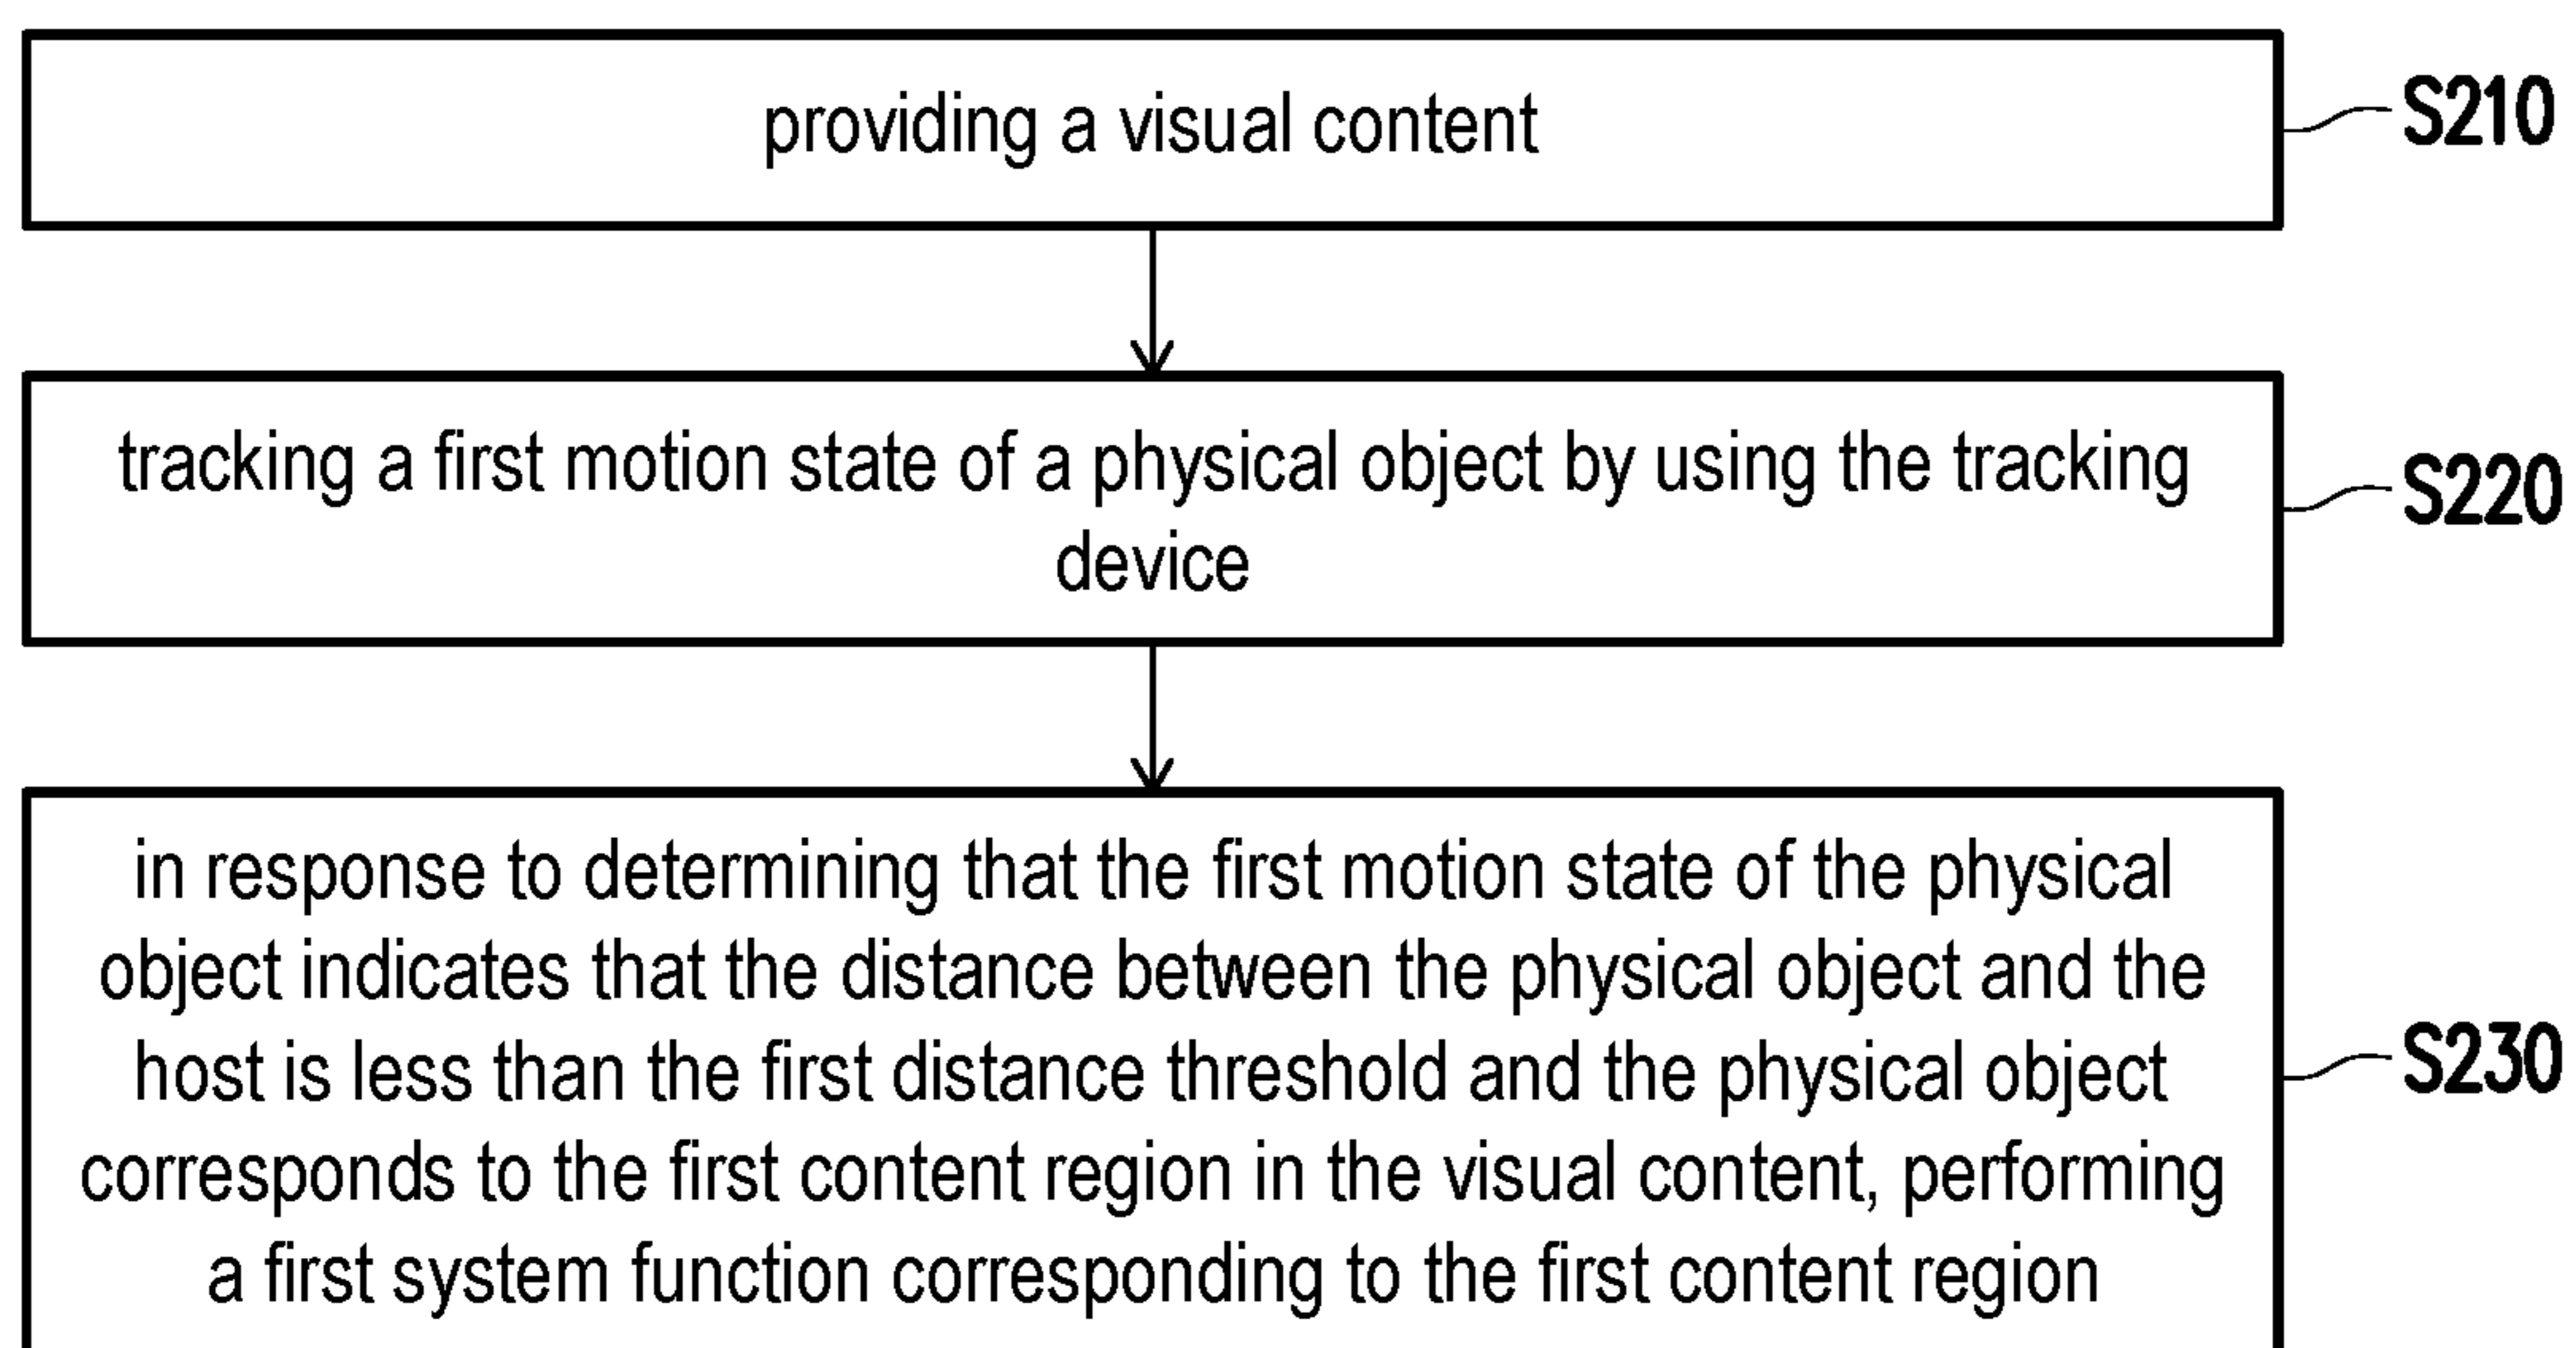 providing a visual content
S210
tracking a first motion state of a physical object by using the tracking
device
S220
in response to determining that the first motion state of the physical
object indicates that the distance between the physical object and the
host is less than the first distance threshold and the physical object
corresponds to the first content region in the visual content, performing
a first system function corresponding to the first content region
S230